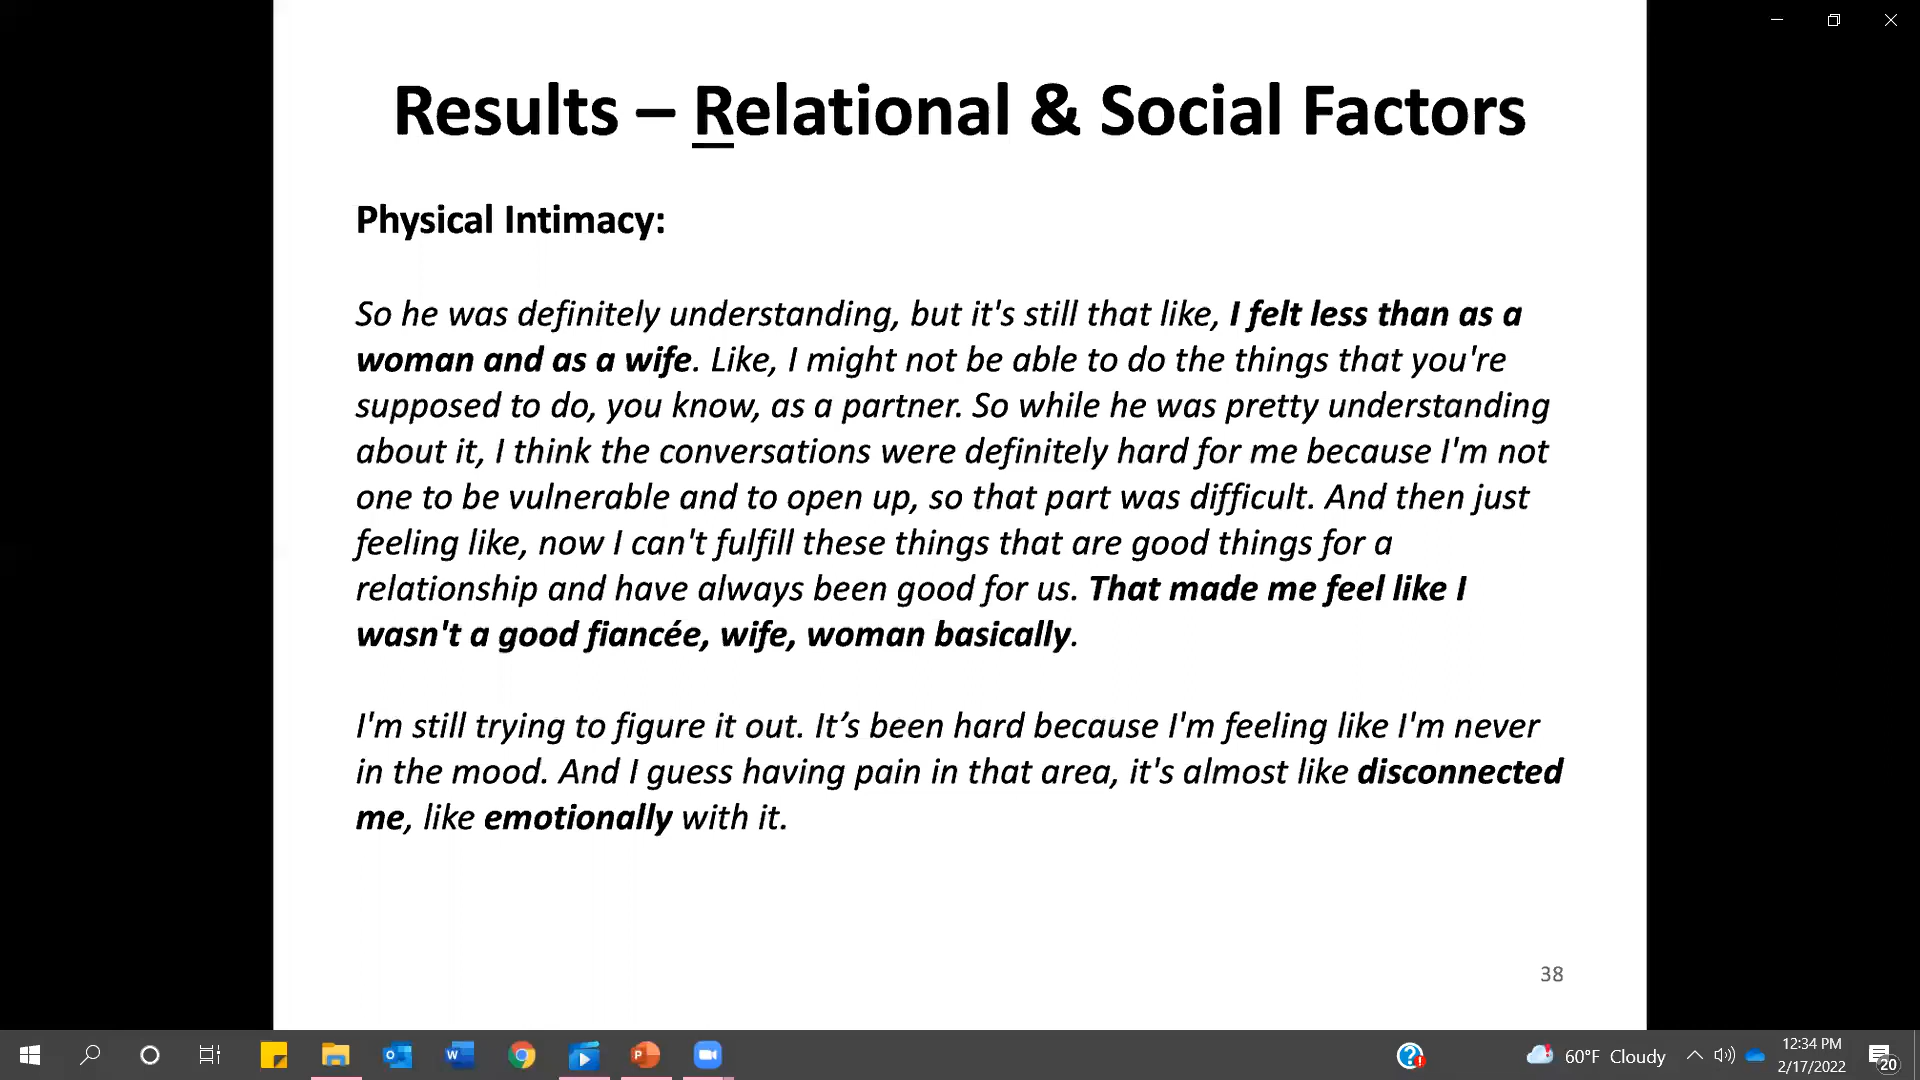 Results – Relational & Social Factors
Physical Intimacy:
So he was definitely understanding, but it's still that like, I felt less than as a
woman and as a wife. Like, I might not be able to do the things that you're
supposed to do, you know, as a partner. So while he was pretty understanding
about it, I think the conversations were definitely hard for me because I'm not
one to be vulnerable and to open up, so that part was difficult. And then just
feeling like, now I can't fulfill these things that are good things for a
relationship and have always been good for us. That made me feel like I
wasn't a good fiancée, wife, woman basically.
I'm still trying to figure it out. It’s been hard because I'm feeling like I'm never
in the mood. And I guess having pain in that area, it's almost like disconnected
me, like emotionally with it.
38
60°F Cloudy
12:34 PM
2/17/2022
20